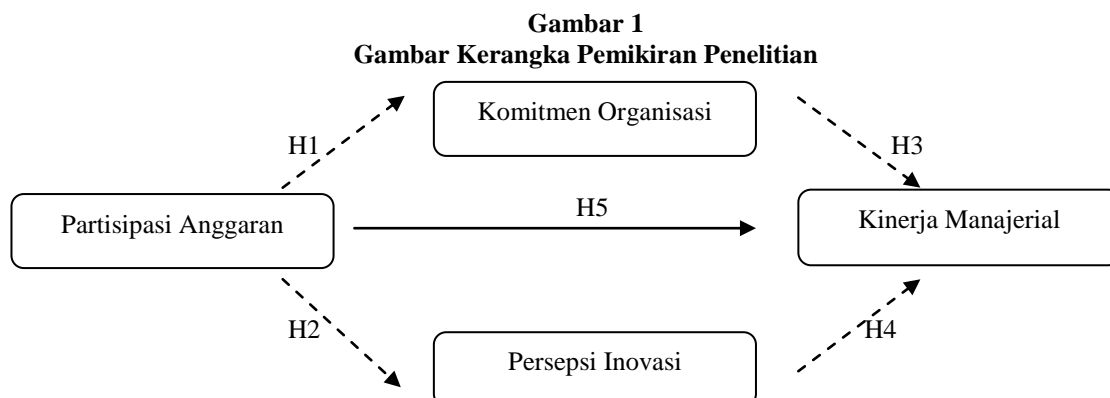 Gambar 1
Gambar Kerangka Pemikiran Penelitian
Komitmen Organisasi
H1
H3
Partisipasi Anggaran
H5
Kinerja Manajerial
H2
H4
Persepsi Inovasi